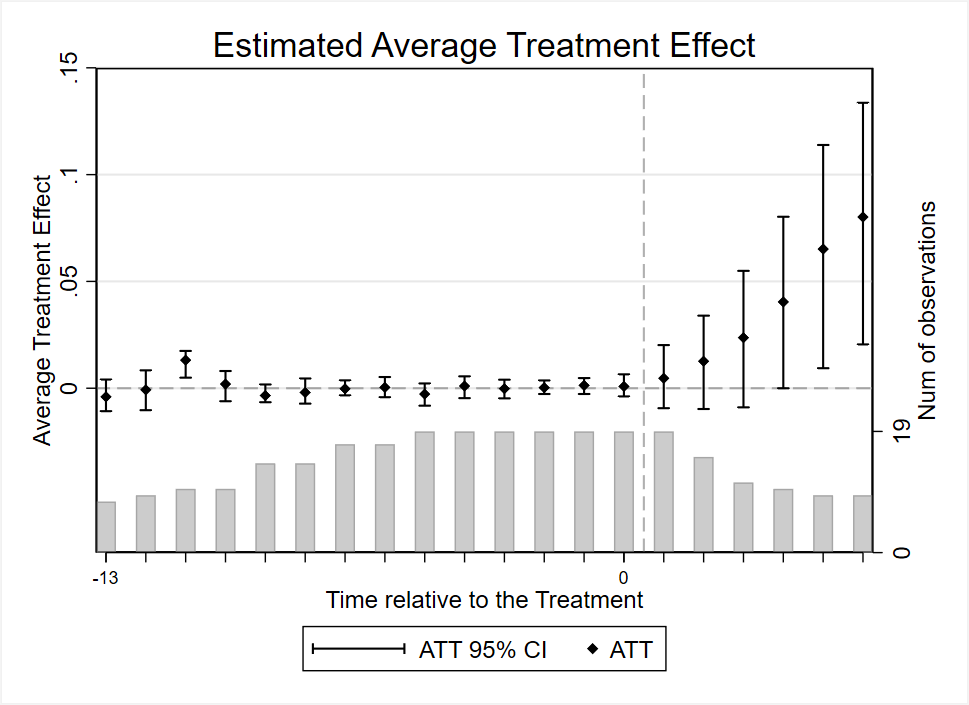 Estimated Average Treatment Effect
.15
.1
.05
0
Average Treatment Effect
19
0
Num of observations
-13
0
Time relative to the Treatment
ATT 95% CI
ATT